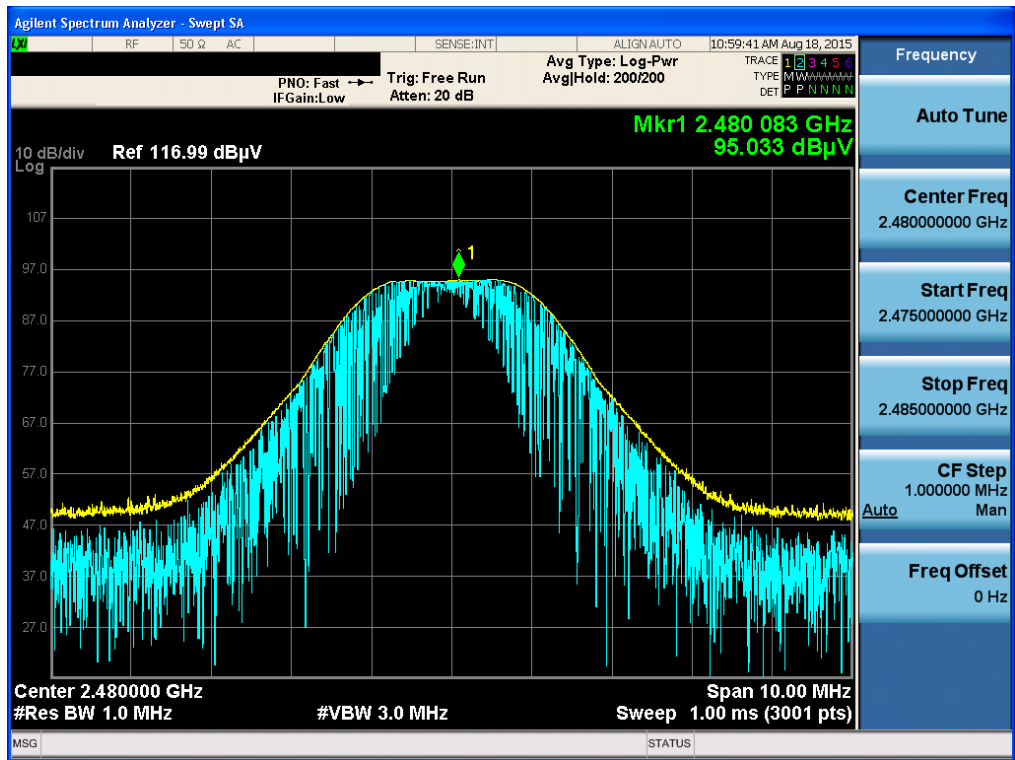 Agilent Spectrum Analyzer - Swept SA
LXI RF 50 Ω AC SENSE:INT ALIGN AUTO 10:59:41 AM Aug 18, 2015
Frequency
PNO: Fast
IFGain:Low
Trig: Free Run
Atten: 20 dB
Avg Type: Log-Pwr
Avg|Hold: 200/200
TRACE 1 2 3 4 5 6
TYPE M W
DET P P N N N N
Mkr1 2.480 083 GHz
95.033 dBµV
10 dB/div Ref 116.99 dBµV
Log
107
97.0
87.0
77.0
67.0
57.0
47.0
37.0
27.0
1
Center 2.480000 GHz Span 10.00 MHz
#Res BW 1.0 MHz #VBW 3.0 MHz Sweep 1.00 ms (3001 pts)
MSG STATUS
Auto Tune
Center Freq
2.480000000 GHz
Start Freq
2.475000000 GHz
Stop Freq
2.485000000 GHz
CF Step
1.000000 MHz
Auto Man
Freq Offset
0 Hz